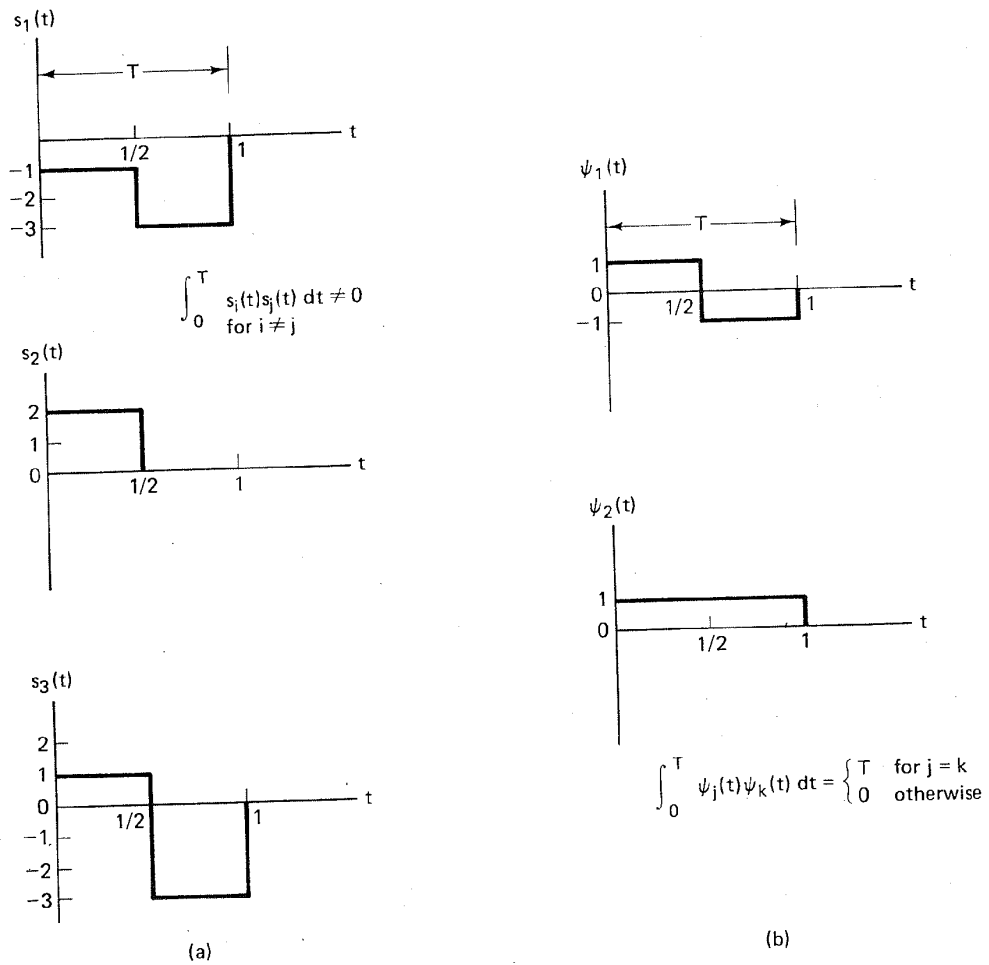 s₁(t)
T
t
1/2
1
−1
−2
−3
∫₀ᵀ sᵢ(t)sⱼ(t) dt ≠ 0
for i ≠ j
s₂(t)
2
1
0
t
1/2
1
s₃(t)
2
1
0
t
1/2
1
−1
−2
−3
(a)
ψ₁(t)
T
1
0
t
1/2
1
−1
ψ₂(t)
1
0
t
1/2
1
∫₀ᵀ ψⱼ(t)ψₖ(t) dt = { T for j = k
0 otherwise
(b)